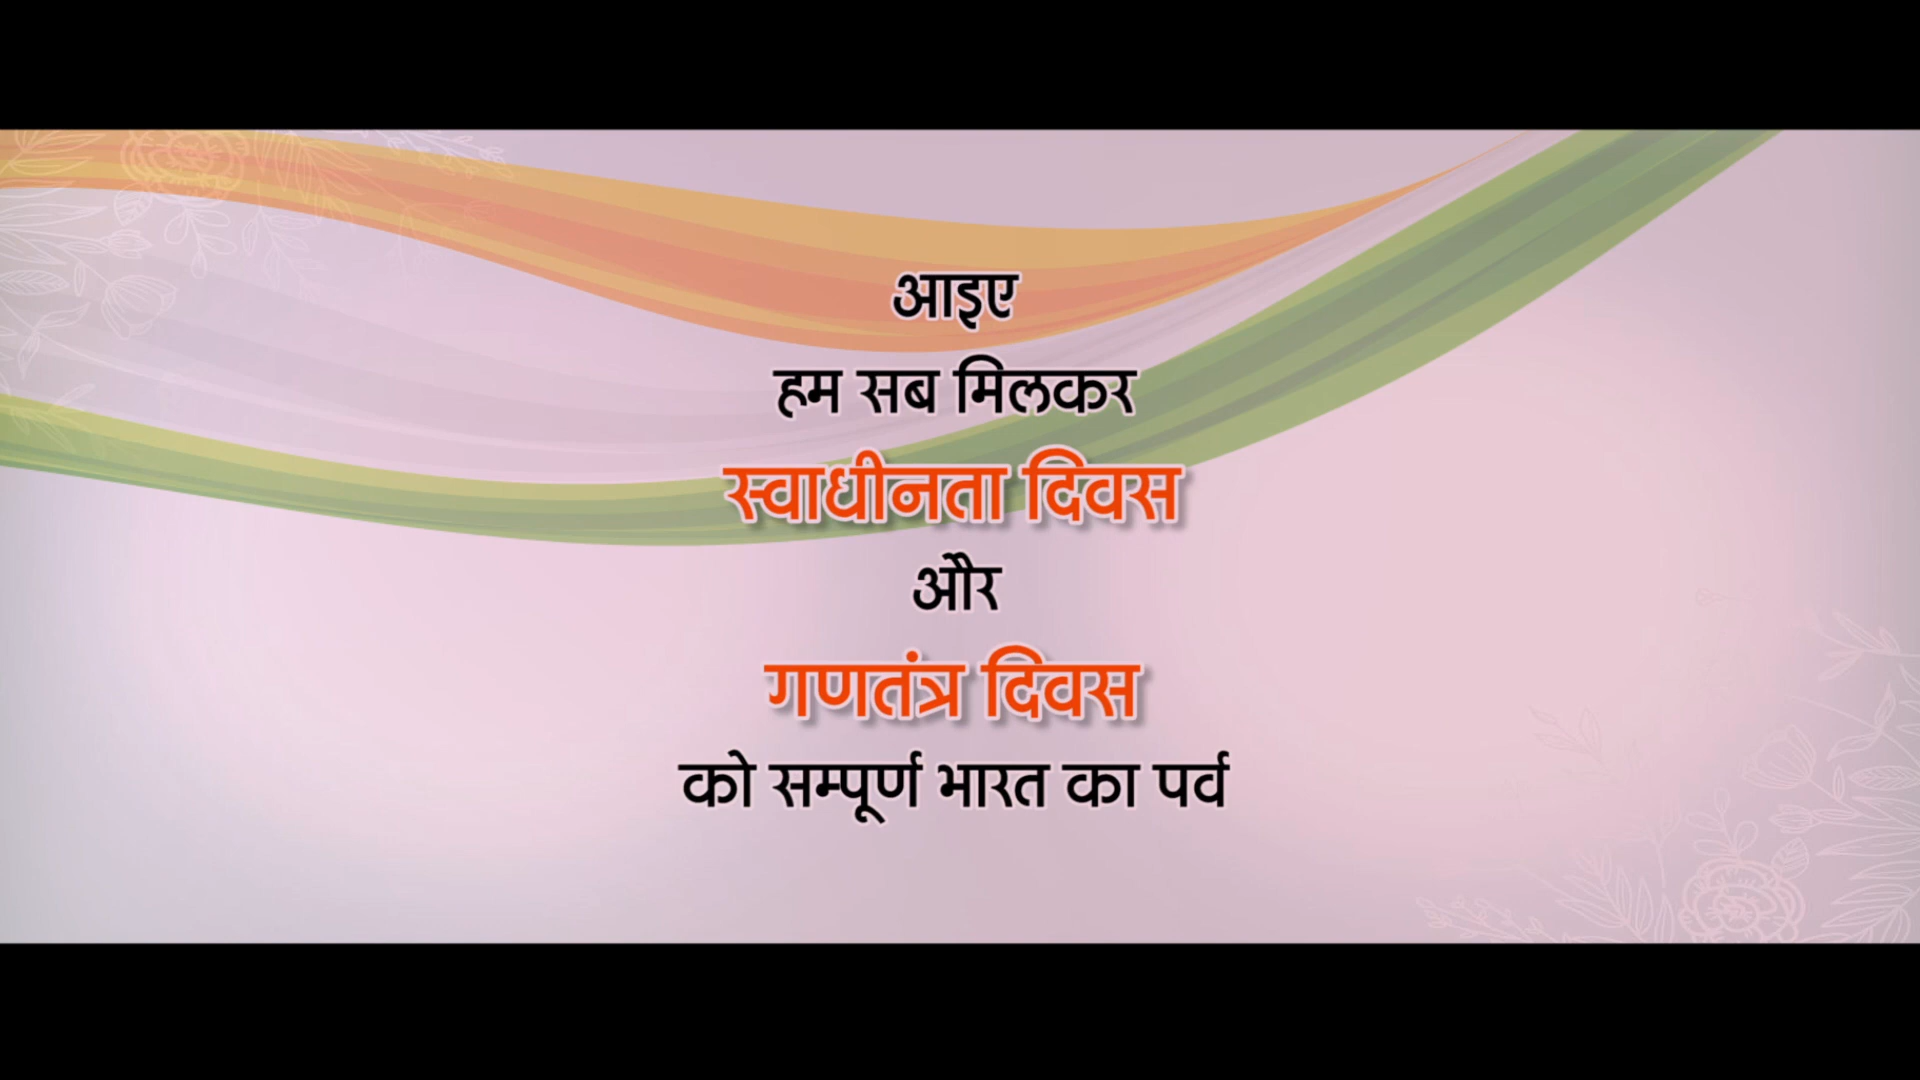 आइए
हम सब मिलकर
स्वाधीनता दिवस
और
गणतंत्र दिवस
को सम्पूर्ण भारत का पर्व